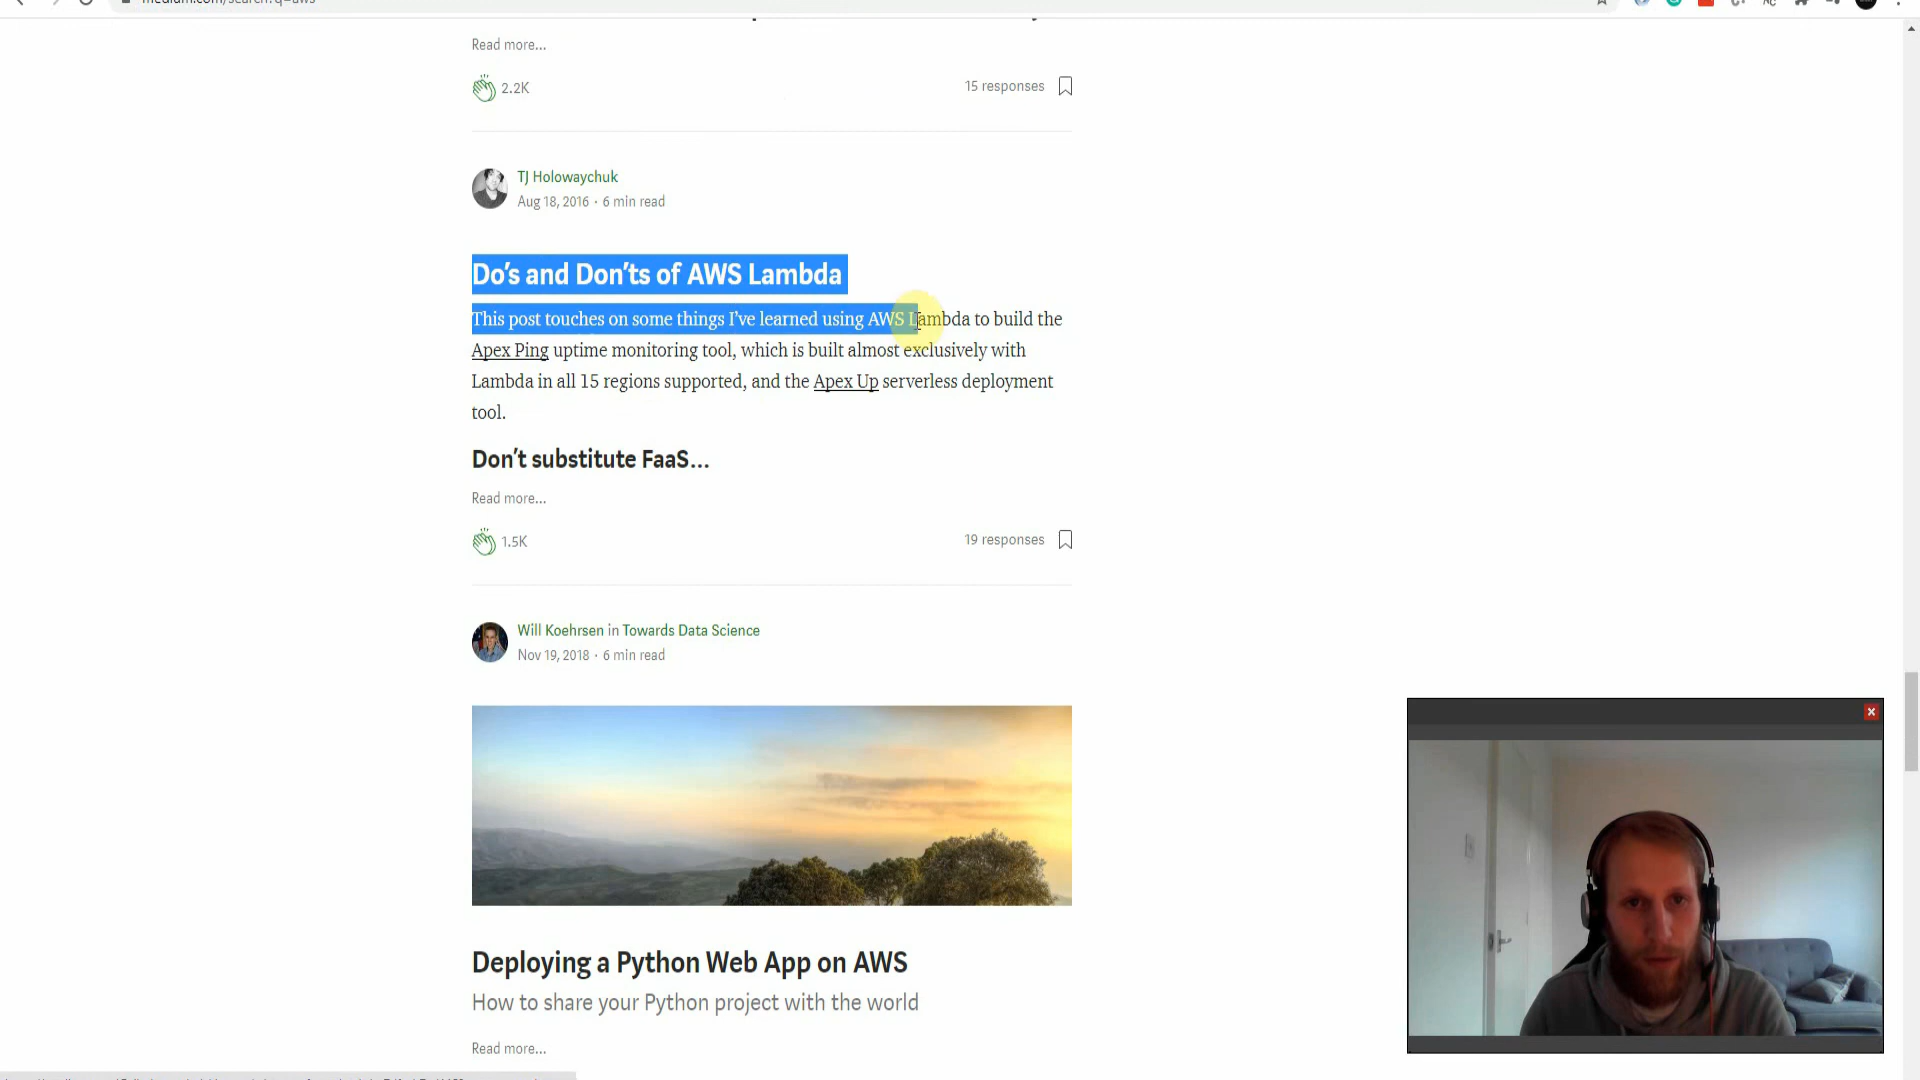 medium.com/search?q=aws
Read more...
2.2K
15 responses
TJ Holowaychuk
Aug 18, 2016 · 6 min read
Do’s and Don’ts of AWS Lambda
This post touches on some things I’ve learned using AWS Lambda to build the
Apex Ping uptime monitoring tool, which is built almost exclusively with
Lambda in all 15 regions supported, and the Apex Up serverless deployment
tool.
Don’t substitute FaaS…
Read more...
1.5K
19 responses
Will Koehrsen in Towards Data Science
Nov 19, 2018 · 6 min read
Deploying a Python Web App on AWS
How to share your Python project with the world
Read more...